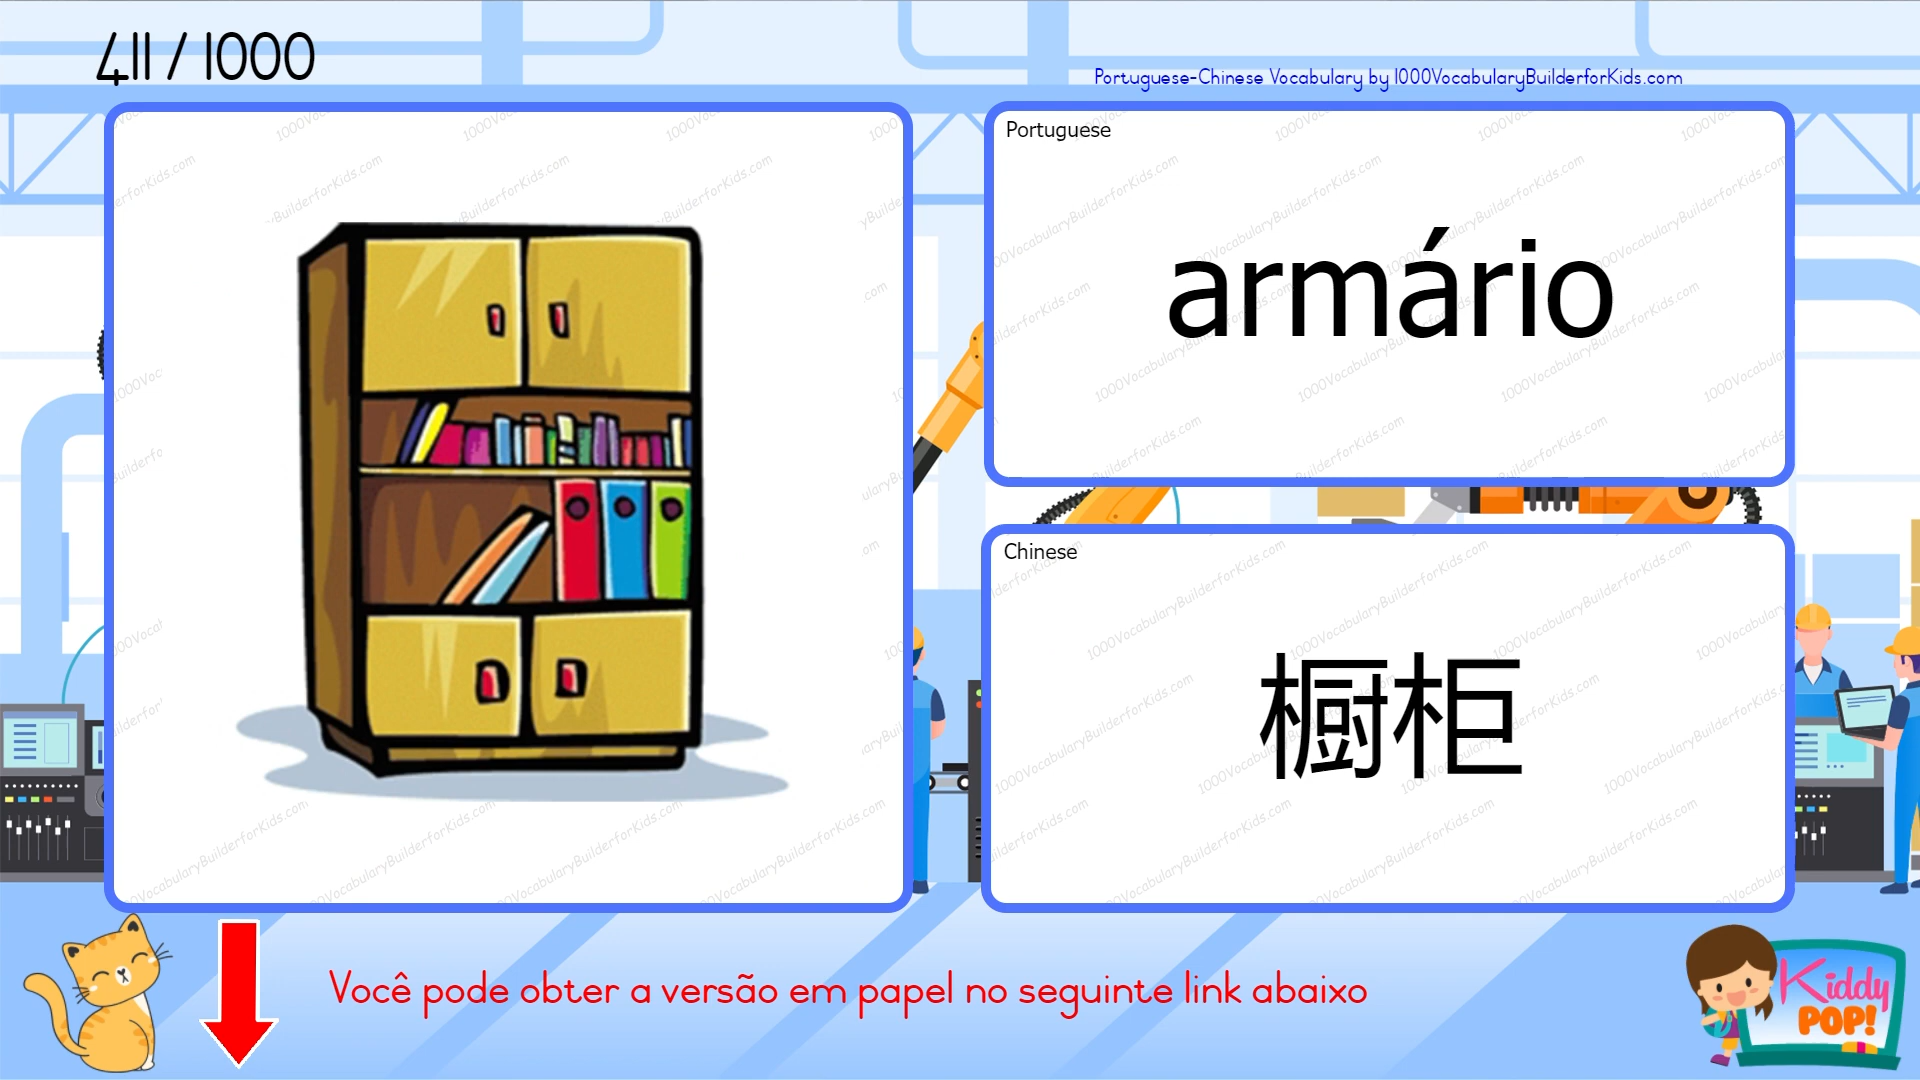 411 / 1000
Portuguese-Chinese Vocabulary by 1000VocabularyBuilderforKids.com
Portuguese
armário
Chinese
橱柜
Você pode obter a versão em papel no seguinte link abaixo
Kiddy
POP!